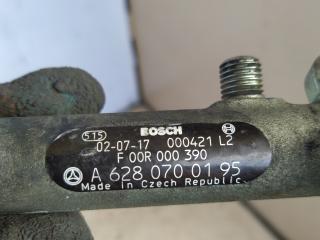 515 BOSCH
02-07-17 000421 L2
F 00R 000 390
A 628 070 01 95
Made in Czech Republic